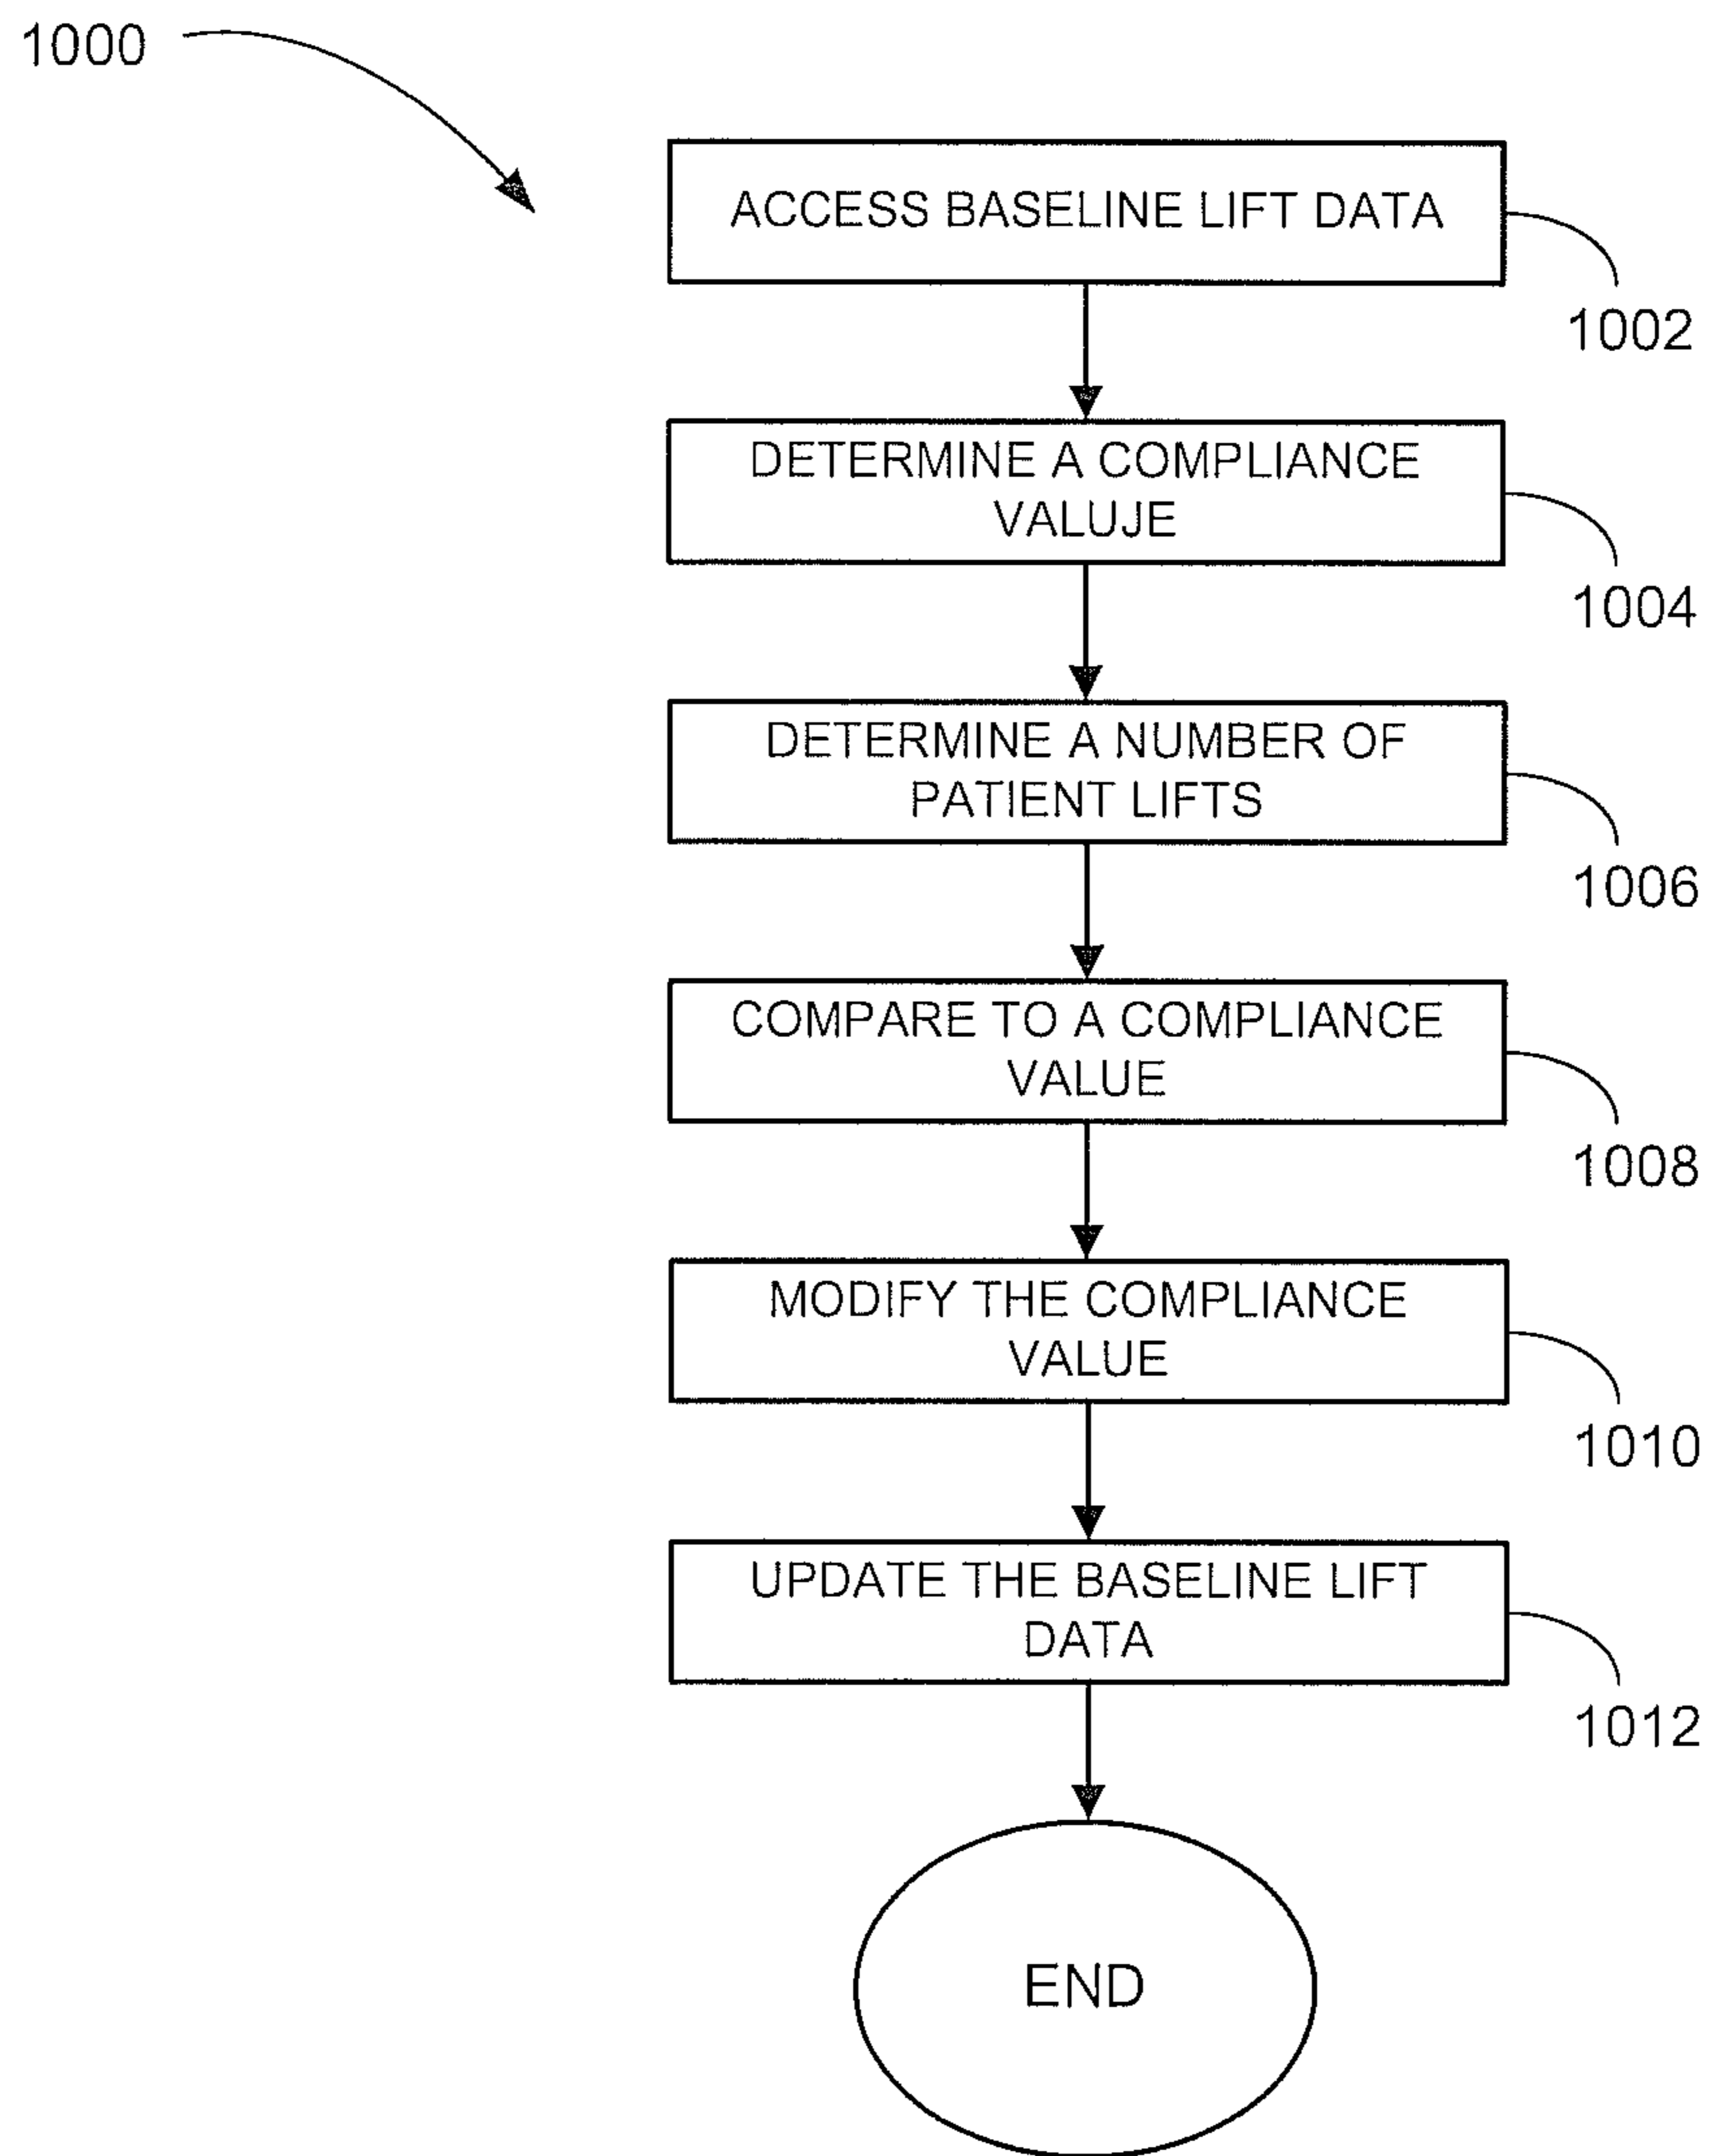 1000
ACCESS BASELINE LIFT DATA
1002
DETERMINE A COMPLIANCE
VALUJE
1004
DETERMINE A NUMBER OF
PATIENT LIFTS
1006
COMPARE TO A COMPLIANCE
VALUE
1008
MODIFY THE COMPLIANCE
VALUE
1010
UPDATE THE BASELINE LIFT
DATA
1012
END